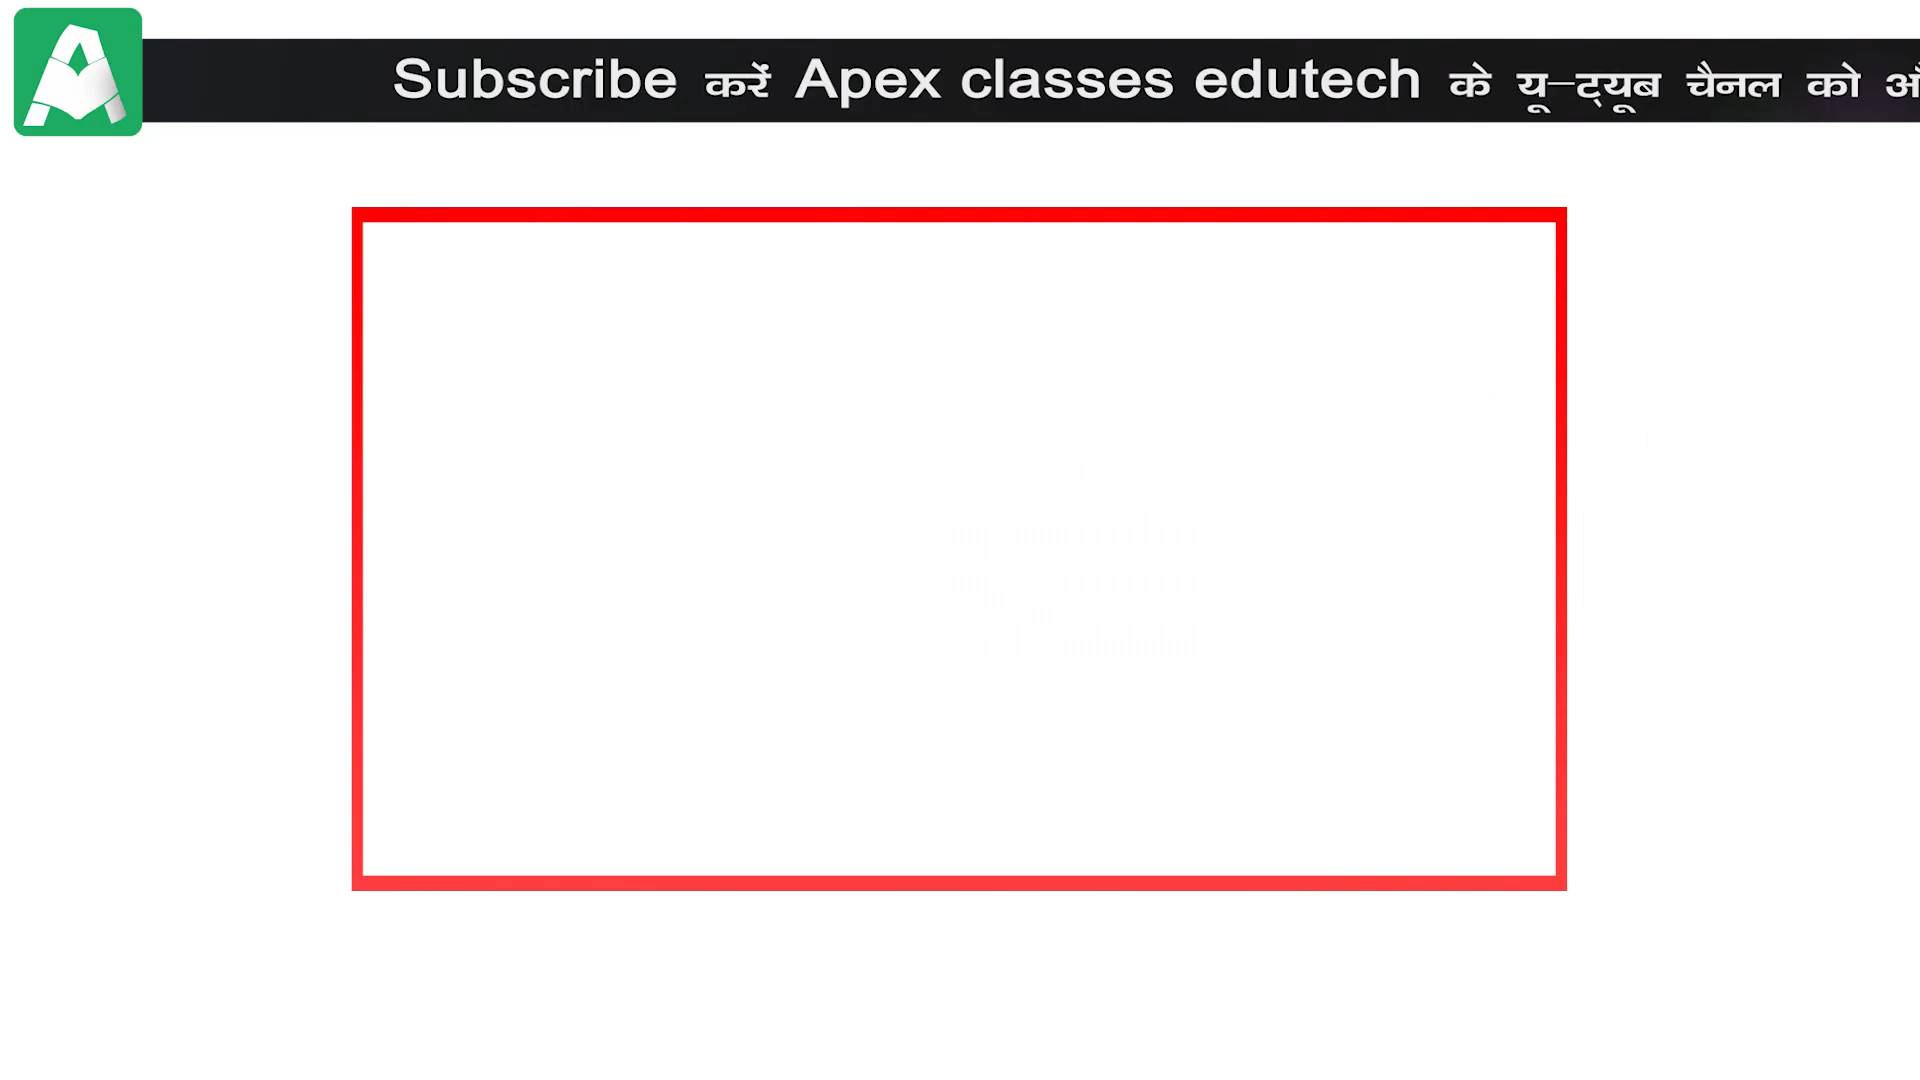 Subscribe करें Apex classes edutech के यू-ट्यूब चैनल को